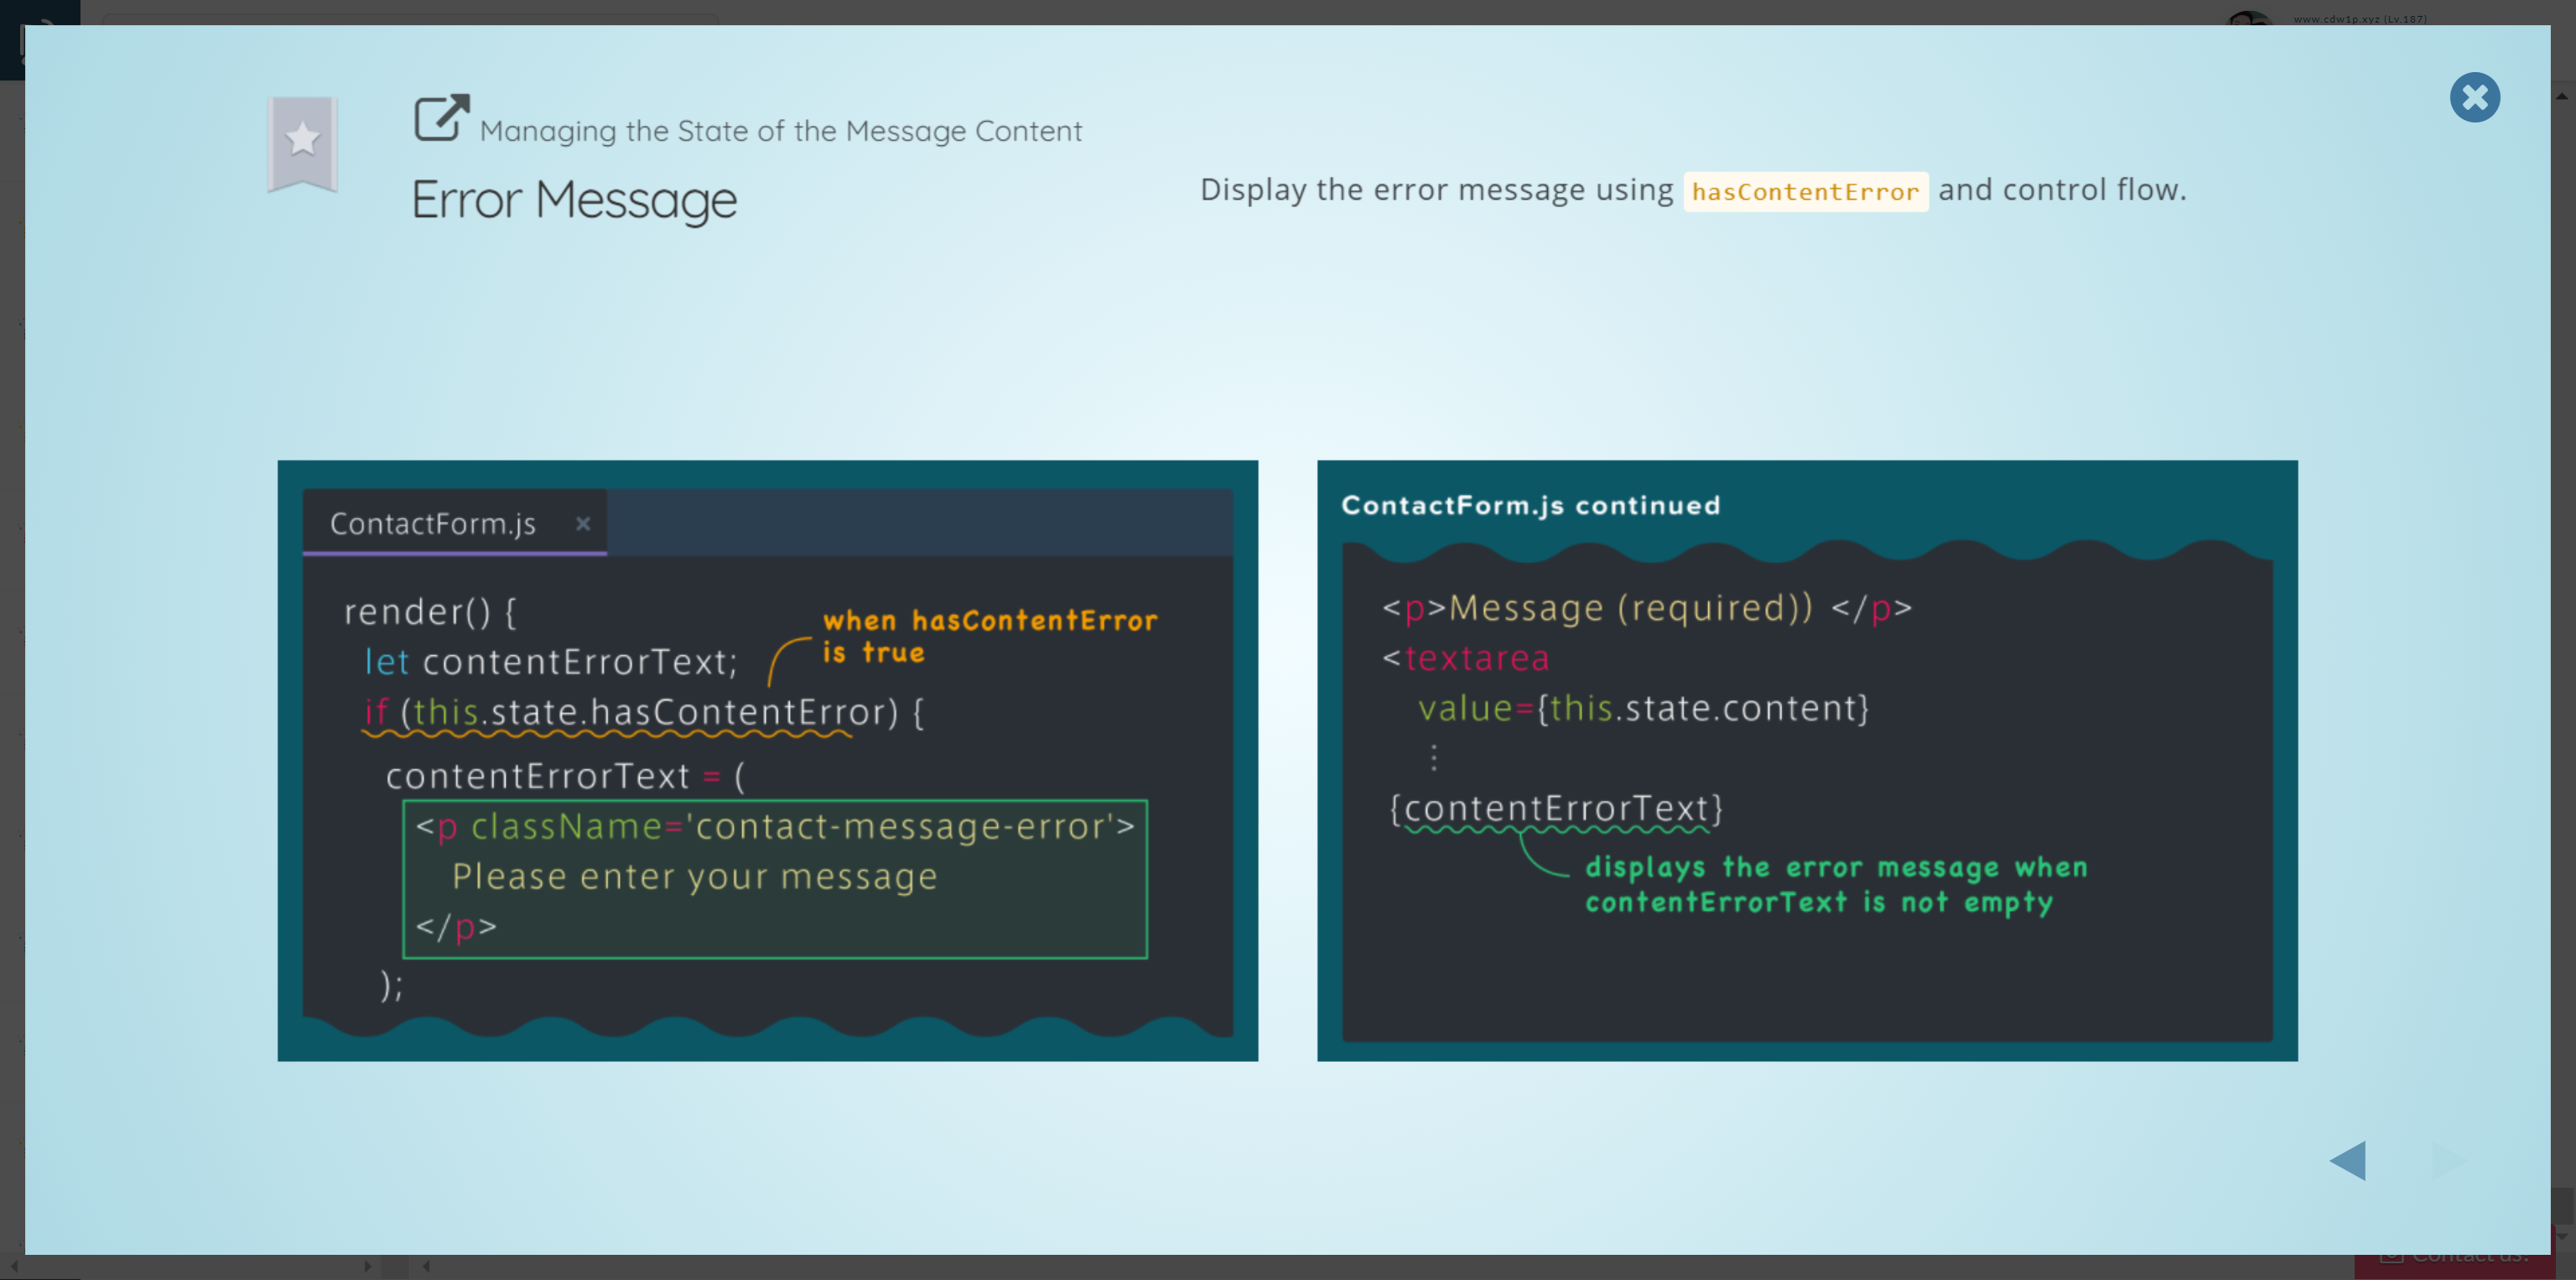 www.cdw1p.xyz (Lv.187)
Managing the State of the Message Content
Error Message
Display the error message using hasContentError and control flow.
ContactForm.js ×
render() {
let contentErrorText;
when hasContentError
is true
if (this.state.hasContentError) {
contentErrorText = (
<p className='contact-message-error'>
Please enter your message
</p>
);
ContactForm.js continued
<p>Message (required)) </p>
<textarea
value={this.state.content}
⋮
{contentErrorText}
displays the error message when
contentErrorText is not empty
Contact us!